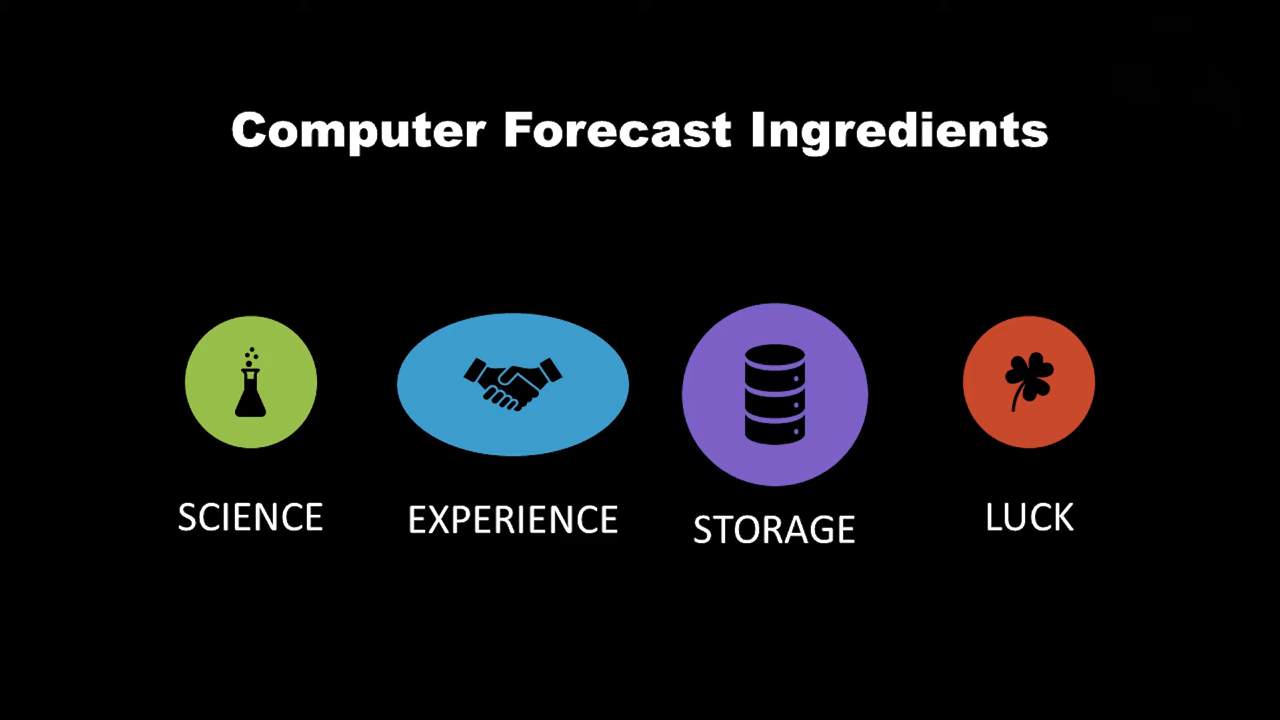 Computer Forecast Ingredients
SCIENCE
EXPERIENCE
STORAGE
LUCK